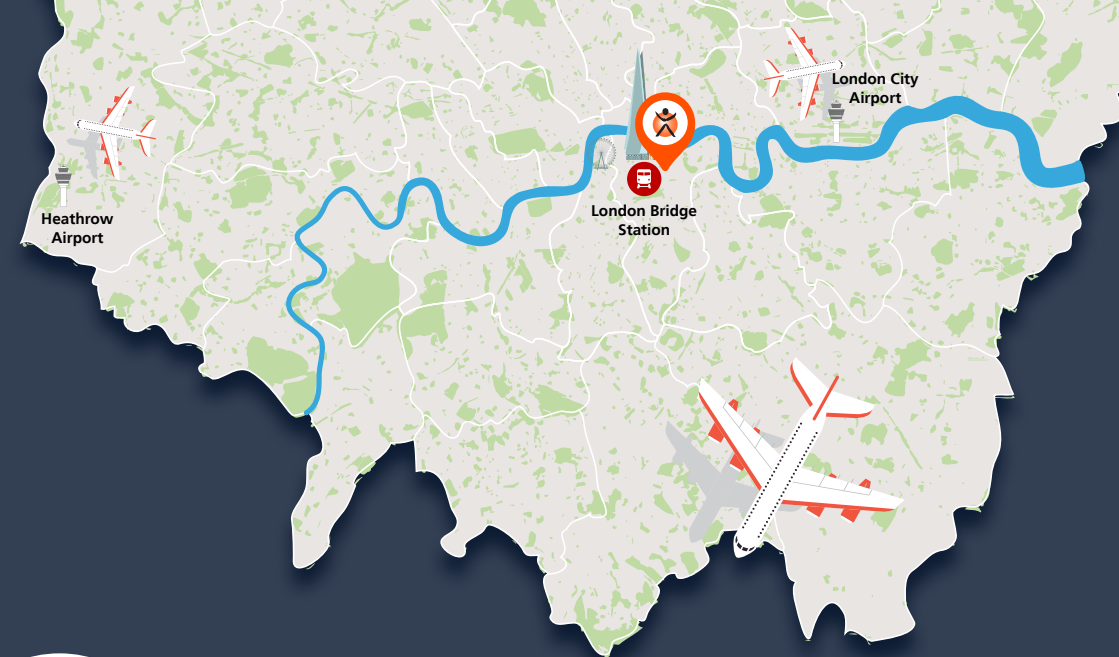 London City
Airport
London Bridge
Station
Heathrow
Airport